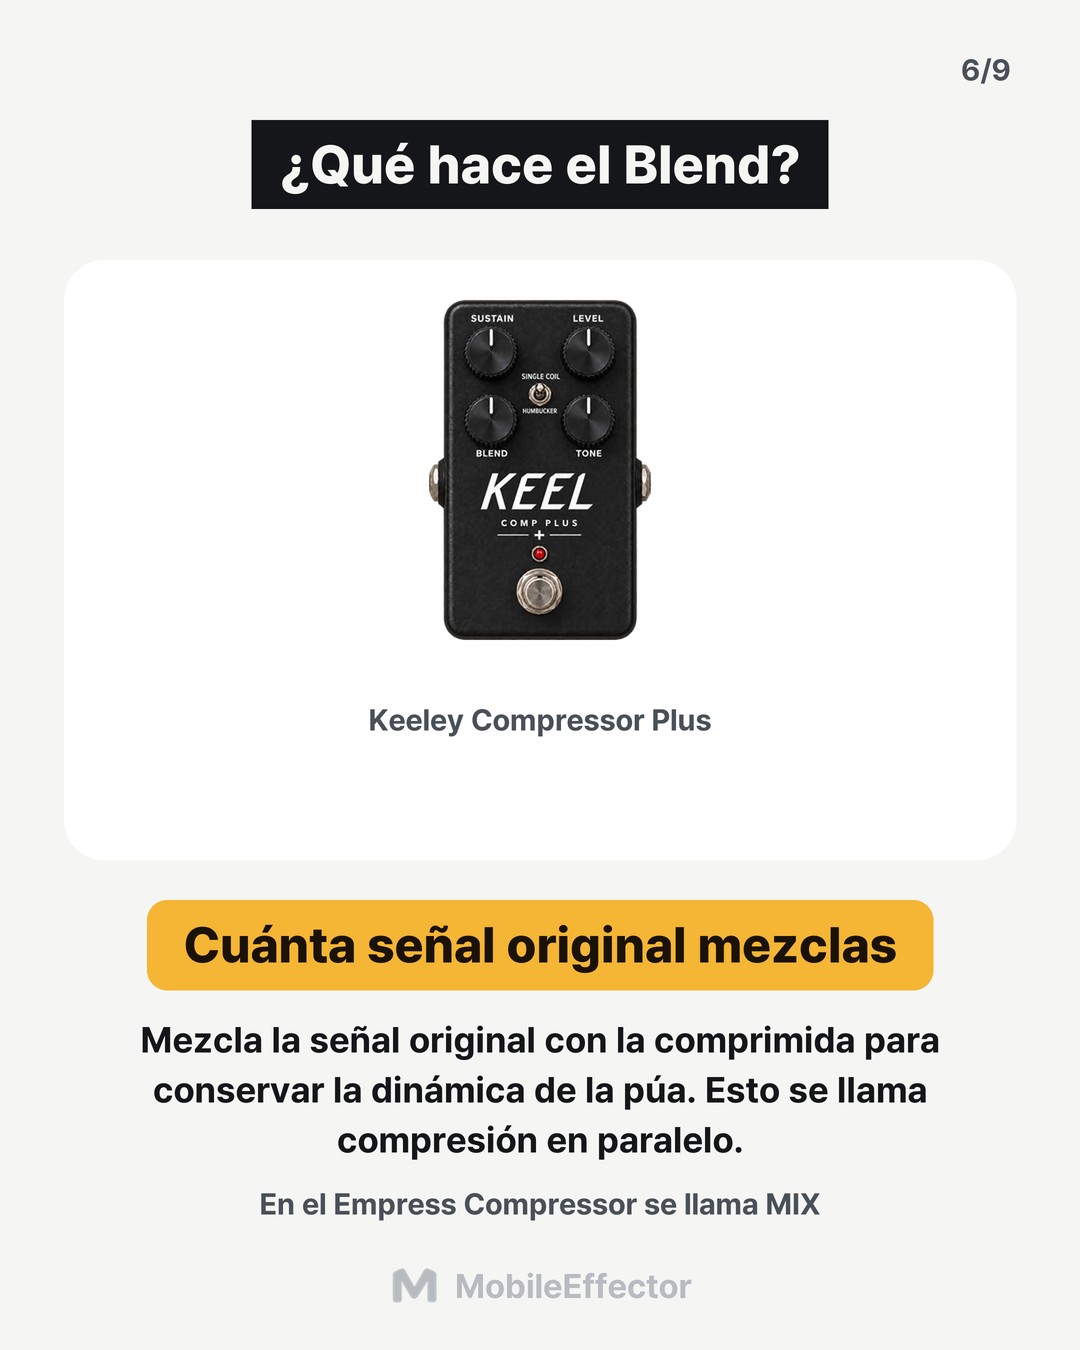 6/9
¿Qué hace el Blend?
SUSTAIN LEVEL
SINGLE COIL
HUMBUCKER
BLEND TONE
KEEL
COMP PLUS
+
Keeley Compressor Plus
Cuánta señal original mezclas
Mezcla la señal original con la comprimida para
conservar la dinámica de la púa. Esto se llama
compresión en paralelo.
En el Empress Compressor se llama MIX
M MobileEffector